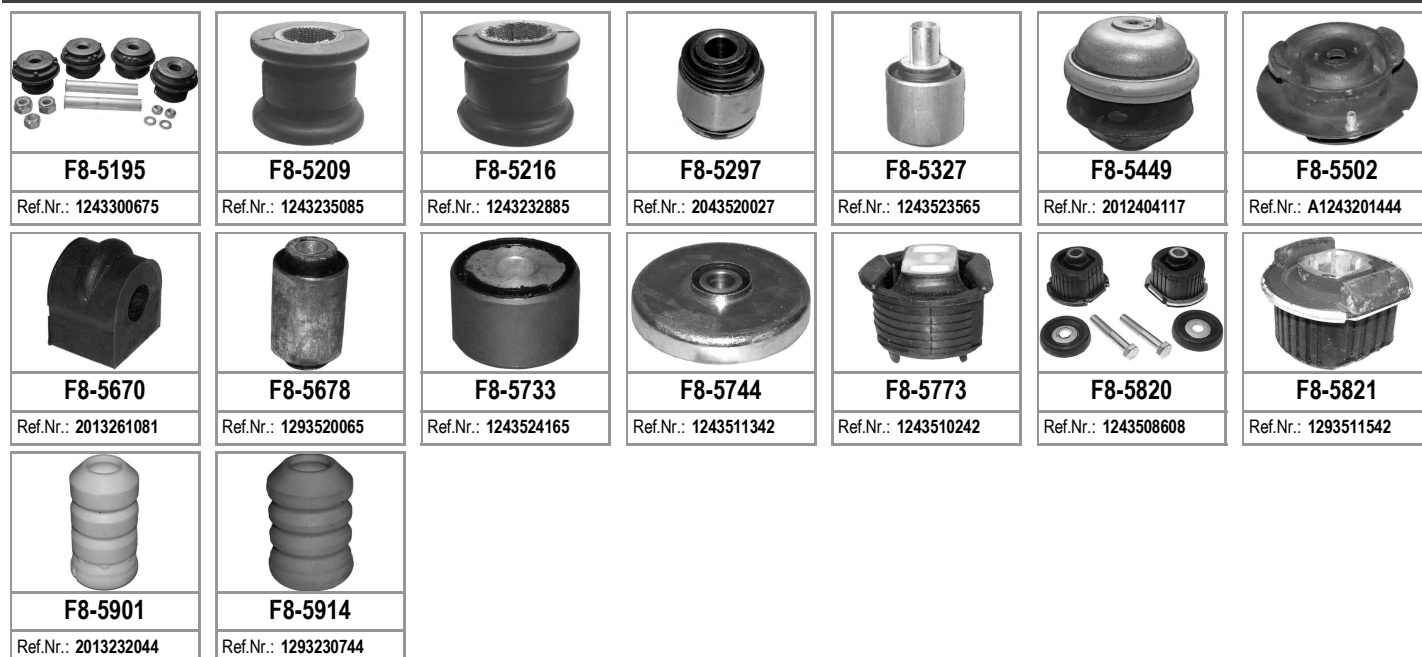 F8-5195 F8-5209 F8-5216 F8-5297 F8-5327 F8-5449 F8-5502
Ref.Nr.: 1243300675 Ref.Nr.: 1243235085 Ref.Nr.: 1243232885 Ref.Nr.: 2043520027 Ref.Nr.: 1243523565 Ref.Nr.: 2012404117 Ref.Nr.: A1243201444
F8-5670 F8-5678 F8-5733 F8-5744 F8-5773 F8-5820 F8-5821
Ref.Nr.: 2013261081 Ref.Nr.: 1293520065 Ref.Nr.: 1243524165 Ref.Nr.: 1243511342 Ref.Nr.: 1243510242 Ref.Nr.: 1243508608 Ref.Nr.: 1293511542
F8-5901 F8-5914
Ref.Nr.: 2013232044 Ref.Nr.: 1293230744